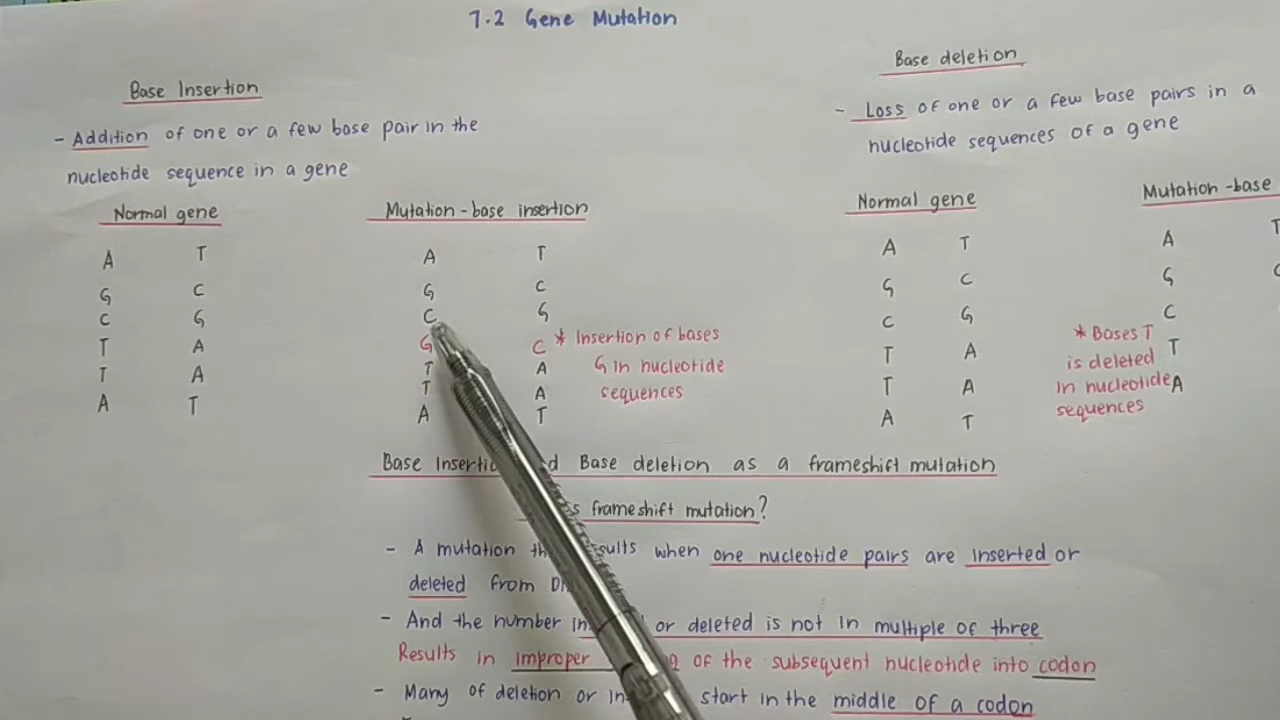 7.2 Gene Mutation
Base Insertion
- Addition of one or a few base pair in the
nucleotide sequence in a gene
Normal gene
A T
G C
C G
T A
T A
A T
Mutation-base insertion
A T
G C
C G
G C
T A
T A
A T
* Insertion of bases
G in nucleotide
sequences
Base deletion
- Loss of one or a few base pairs in a
nucleotide sequences of a gene
Normal gene
A T
G C
C G
T A
T A
A T
Mutation-base
A T
G
C
T
A
* Bases T
is deleted
in nucleotide
sequences
Base and Base deletion as a frameshift mutation
frameshift mutation?
- A mutation when one nucleotide pairs are inserted or
deleted from
- And the number or deleted is not in multiple of three
Results in improper of the subsequent nucleotide into codon
- Many of deletion or start in the middle of a codon